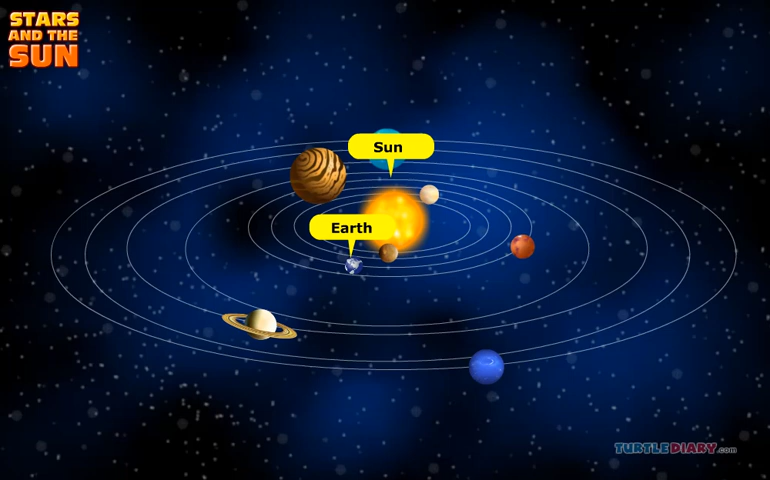 STARS
AND THE
SUN
Sun
Earth
TURTLEDIARY.com